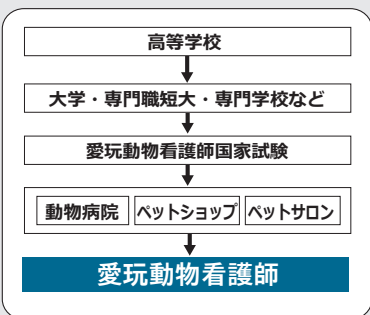 高等学校
大学・専門職短大・専門学校など
愛玩動物看護師国家試験
動物病院 ペットショップ ペットサロン
愛玩動物看護師